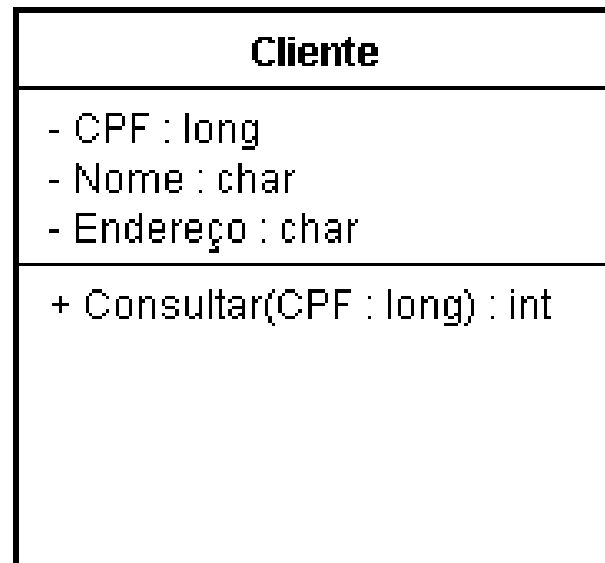 Cliente
- CPF : long
- Nome : char
- Endereço : char
+ Consultar(CPF : long) : int